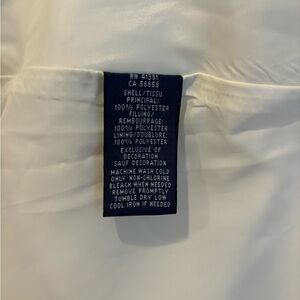 RN 41381
CA 56658
SHELL/TISSU
PRINCIPAL:
100% POLYESTER
FILLING/
REMBOURRAGE:
100% POLYESTER
LINING/DOUBLURE:
100% POLYESTER
EXCLUSIVE OF
DECORATION
SAUF DECORATION
MACHINE WASH COLD
ONLY NON-CHLORINE
BLEACH WHEN NEEDED
REMOVE PROMPTLY
TUMBLE DRY LOW
COOL IRON IF NEEDED